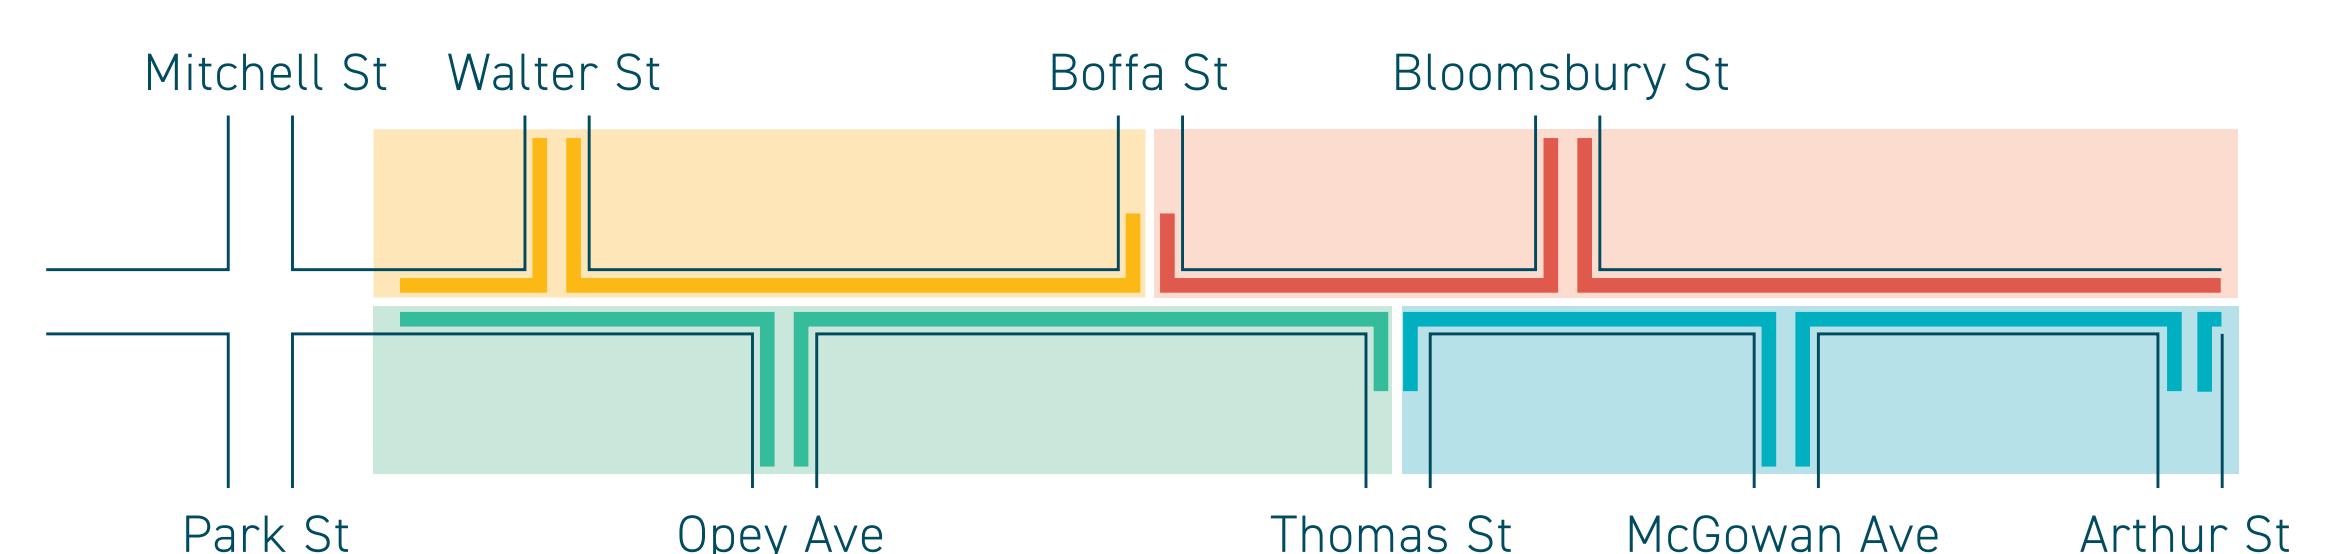 Mitchell St Walter St Boffa St Bloomsbury St
Park St Opey Ave Thomas St McGowan Ave Arthur St